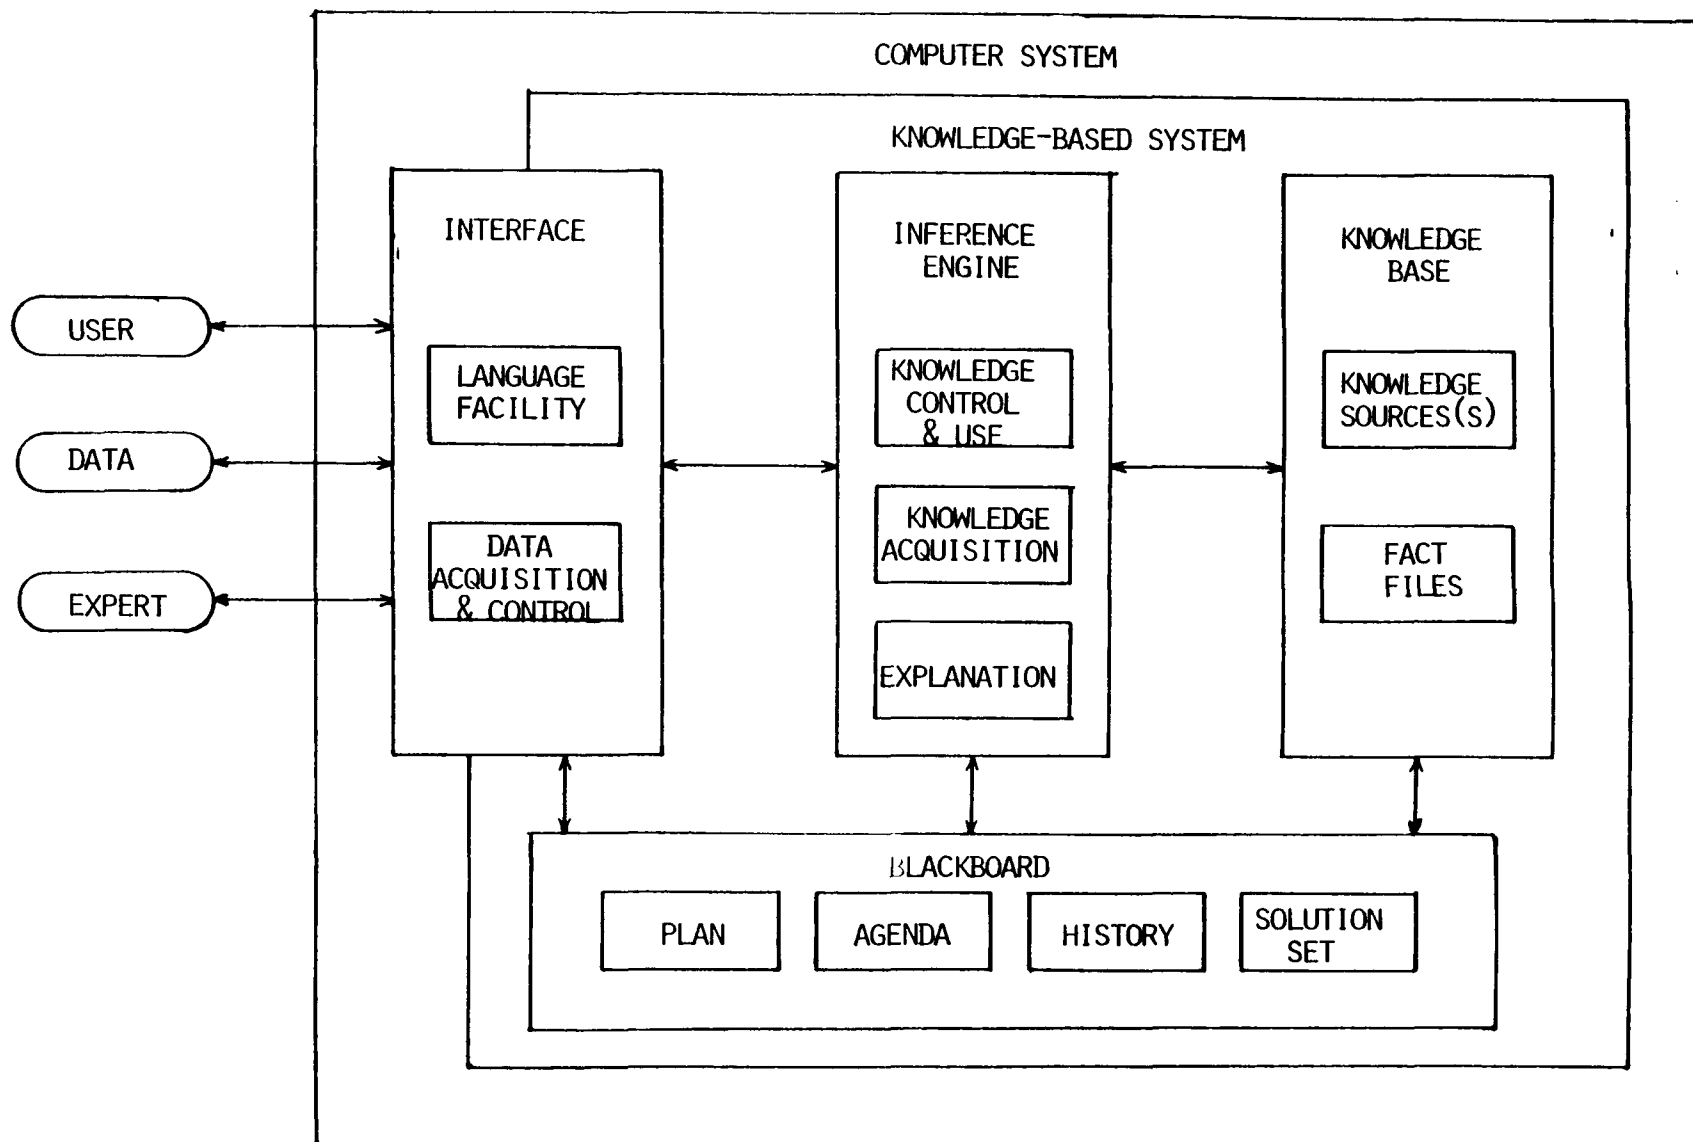 COMPUTER SYSTEM
KNOWLEDGE-BASED SYSTEM
INTERFACE
INFERENCE
ENGINE
KNOWLEDGE
BASE
USER
DATA
EXPERT
LANGUAGE
FACILITY
DATA
ACQUISITION
& CONTROL
KNOWLEDGE
CONTROL
& USE
KNOWLEDGE
ACQUISITION
EXPLANATION
KNOWLEDGE
SOURCES(S)
FACT
FILES
BLACKBOARD
PLAN
AGENDA
HISTORY
SOLUTION
SET